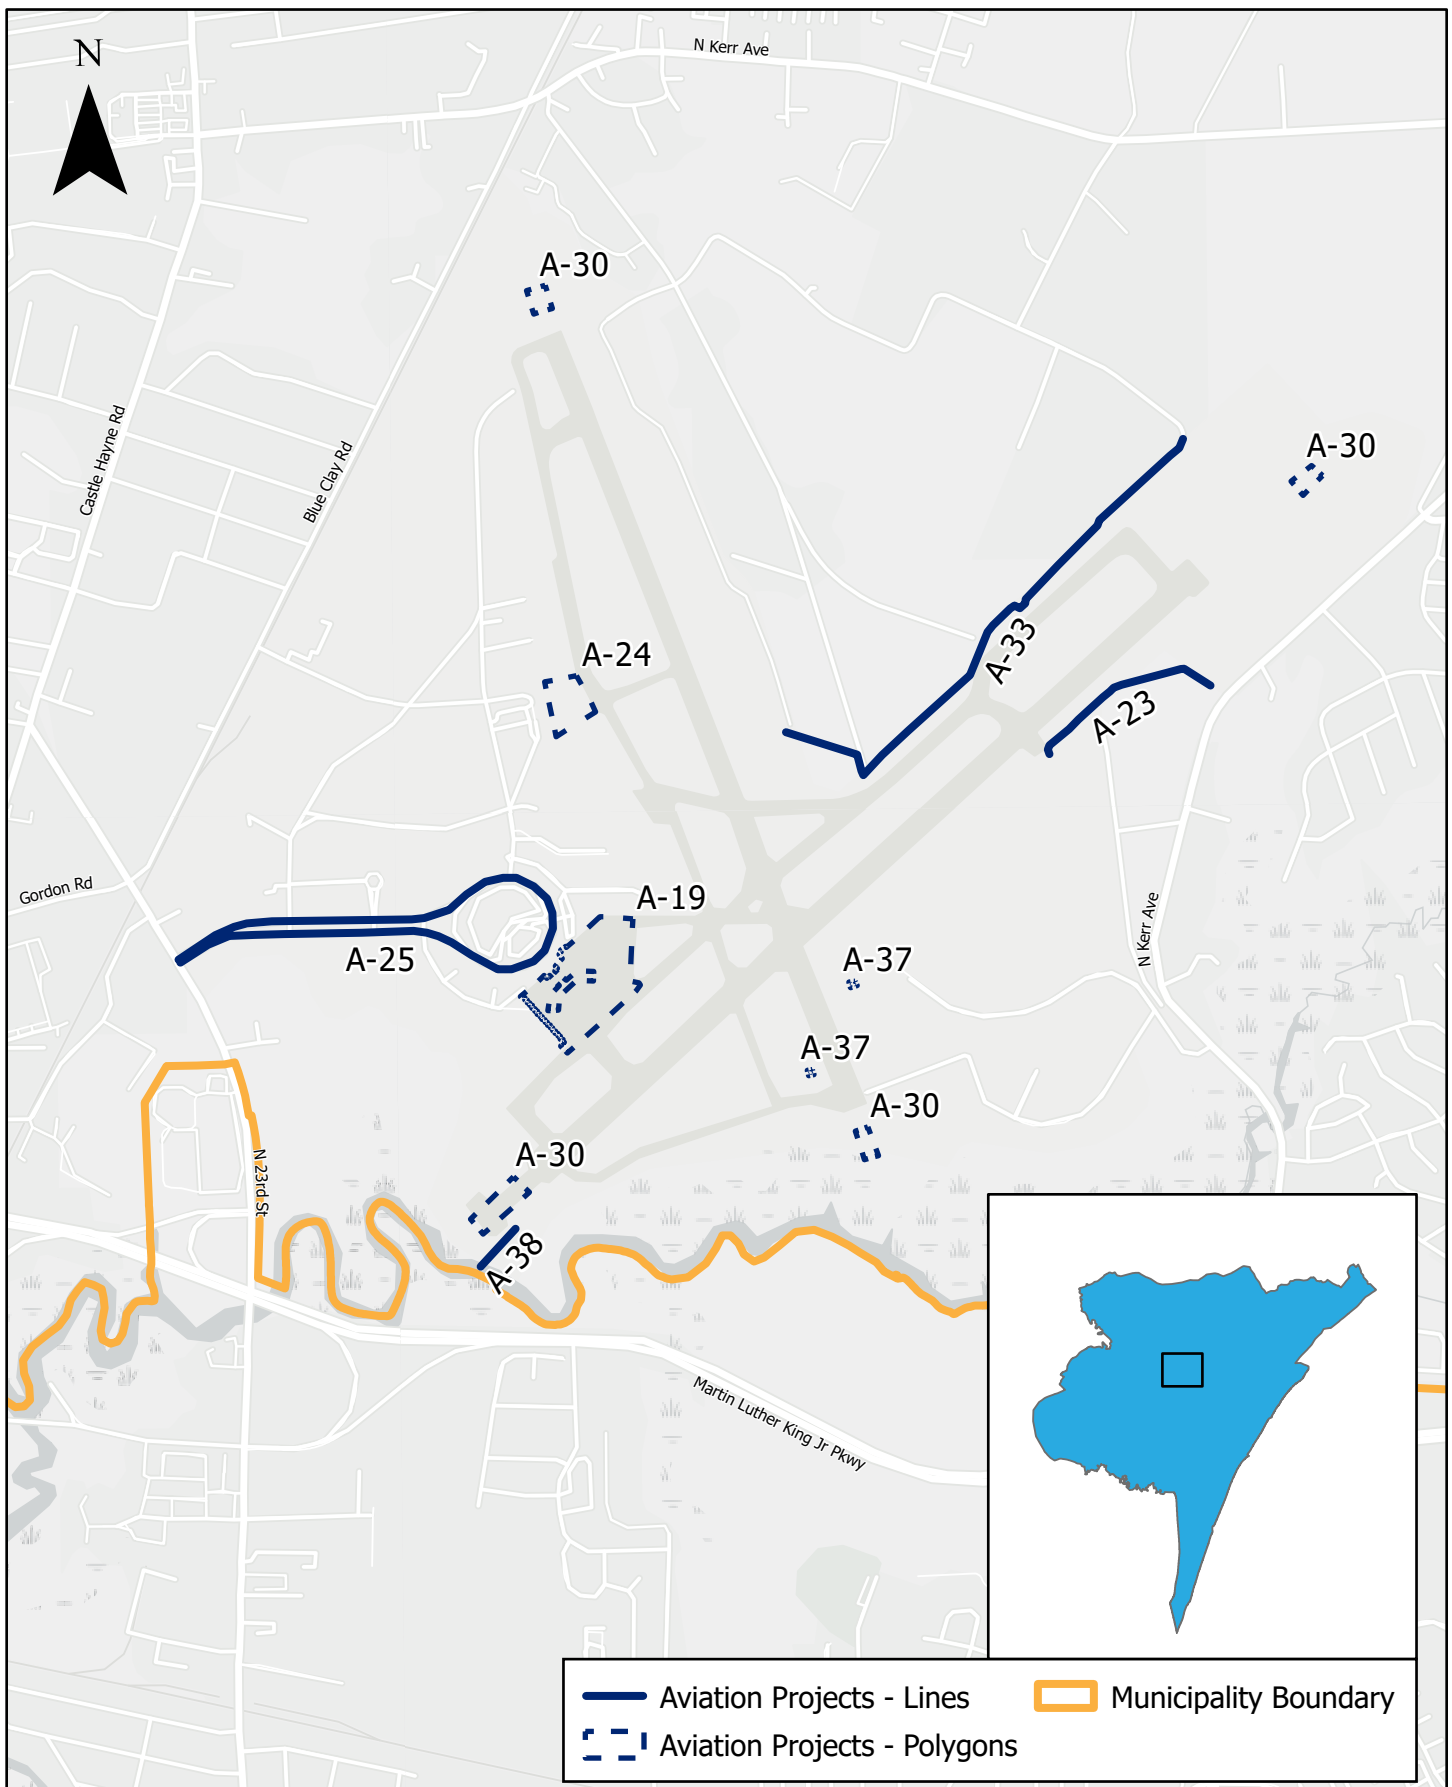 N
N Kerr Ave
A-30
Castle Hayne Rd
Blue Clay Rd
A-30
A-33
A-24
A-23
Gordon Rd
A-19
N Kerr Ave
A-25
A-37
A-37
A-30
A-30
N 23rd St
A-38
Martin Luther King Jr Pkwy
Aviation Projects - Lines
Municipality Boundary
Aviation Projects - Polygons